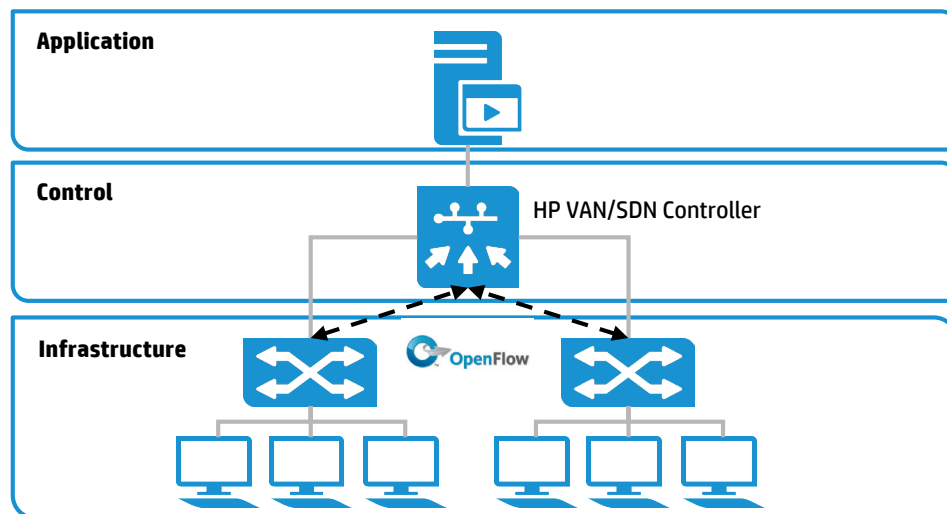 Application
Control
HP VAN/SDN Controller
Infrastructure
OpenFlow